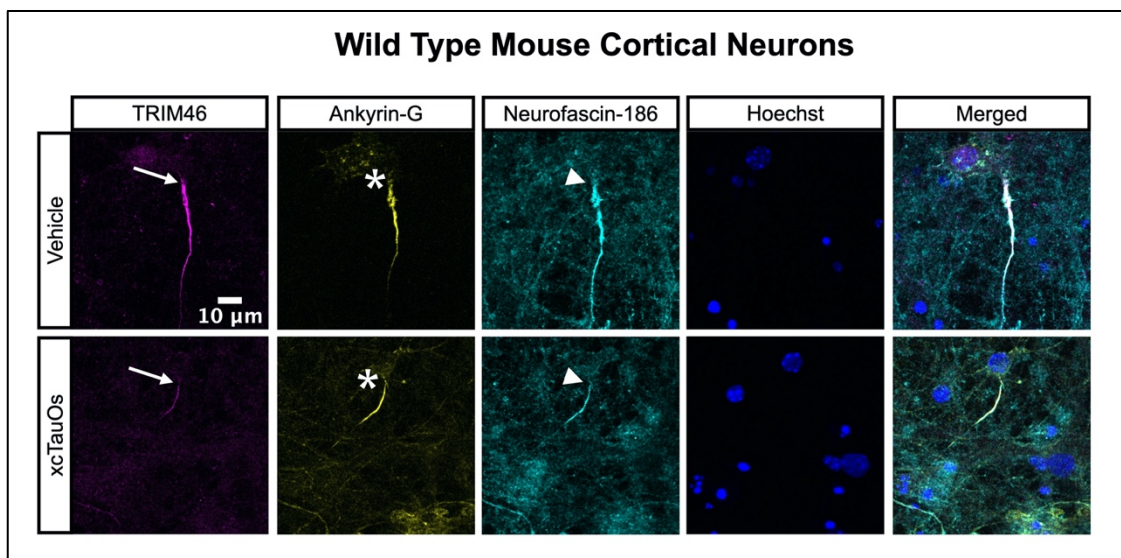 Wild Type Mouse Cortical Neurons
TRIM46
Ankyrin-G
Neurofascin-186
Hoechst
Merged
Vehicle
10 µm
*
xcTauOs
*